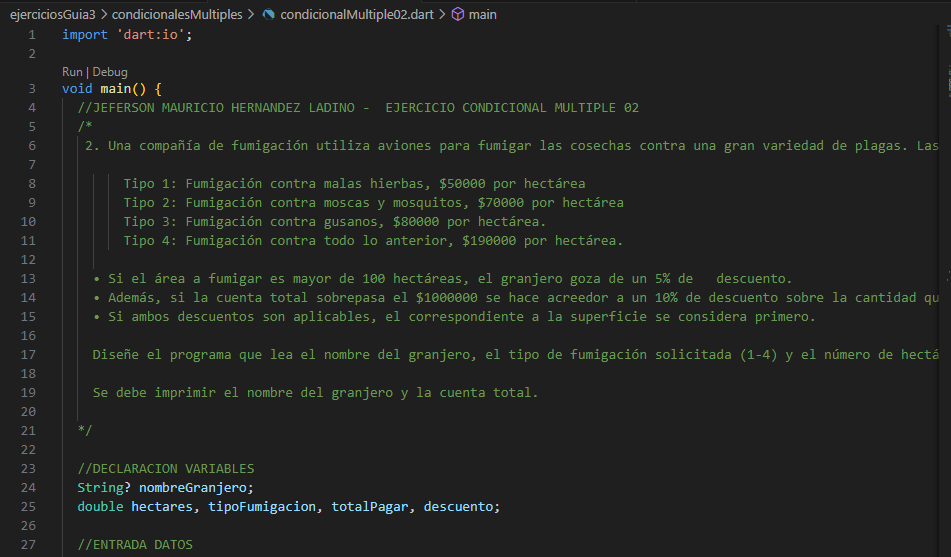 ejerciciosGuia3 > condicionalesMultiples > condicionalMultiple02.dart > main
1 import 'dart:io';
2
Run | Debug
3 void main() {
4 //JEFERSON MAURICIO HERNANDEZ LADINO -  EJERCICIO CONDICIONAL MULTIPLE 02
5 /*
6 2. Una compañía de fumigación utiliza aviones para fumigar las cosechas contra una gran variedad de plagas. Las
7
8 Tipo 1: Fumigación contra malas hierbas, $50000 por hectárea
9 Tipo 2: Fumigación contra moscas y mosquitos, $70000 por hectárea
10 Tipo 3: Fumigación contra gusanos, $80000 por hectárea.
11 Tipo 4: Fumigación contra todo lo anterior, $190000 por hectárea.
12
13 • Si el área a fumigar es mayor de 100 hectáreas, el granjero goza de un 5% de   descuento.
14 • Además, si la cuenta total sobrepasa el $1000000 se hace acreedor a un 10% de descuento sobre la cantidad qu
15 • Si ambos descuentos son aplicables, el correspondiente a la superficie se considera primero.
16
17 Diseñe el programa que lea el nombre del granjero, el tipo de fumigación solicitada (1-4) y el número de hectá
18
19 Se debe imprimir el nombre del granjero y la cuenta total.
20
21 */
22
23 //DECLARACION VARIABLES
24 String? nombreGranjero;
25 double hectares, tipoFumigacion, totalPagar, descuento;
26
27 //ENTRADA DATOS